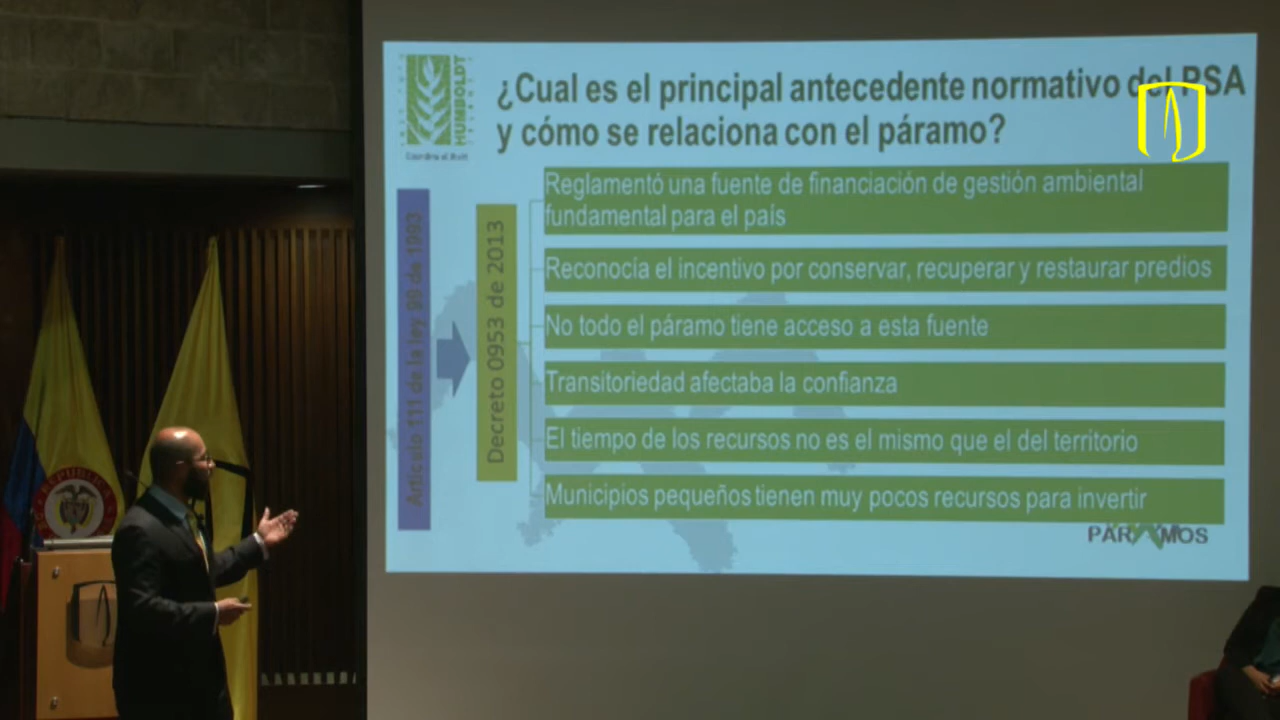 ¿Cual es el principal antecedente normativo del PSA
y cómo se relaciona con el páramo?
HUMBOLDT
Artículo 111 de la ley 99 de 1993
Decreto 0953 de 2013
Reglamentó una fuente de financiación de gestión ambiental
fundamental para el país
Reconocía el incentivo por conservar, recuperar y restaurar predios
No todo el páramo tiene acceso a esta fuente
Transitoriedad afectaba la confianza
El tiempo de los recursos no es el mismo que el del territorio
Municipios pequeños tienen muy pocos recursos para invertir
PÁRAMOS